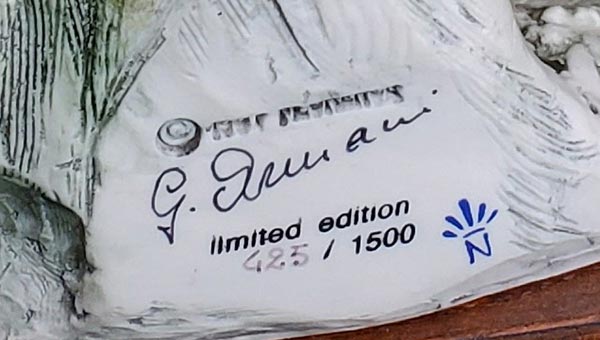 ©
G. Armani
limited edition
425 / 1500
N